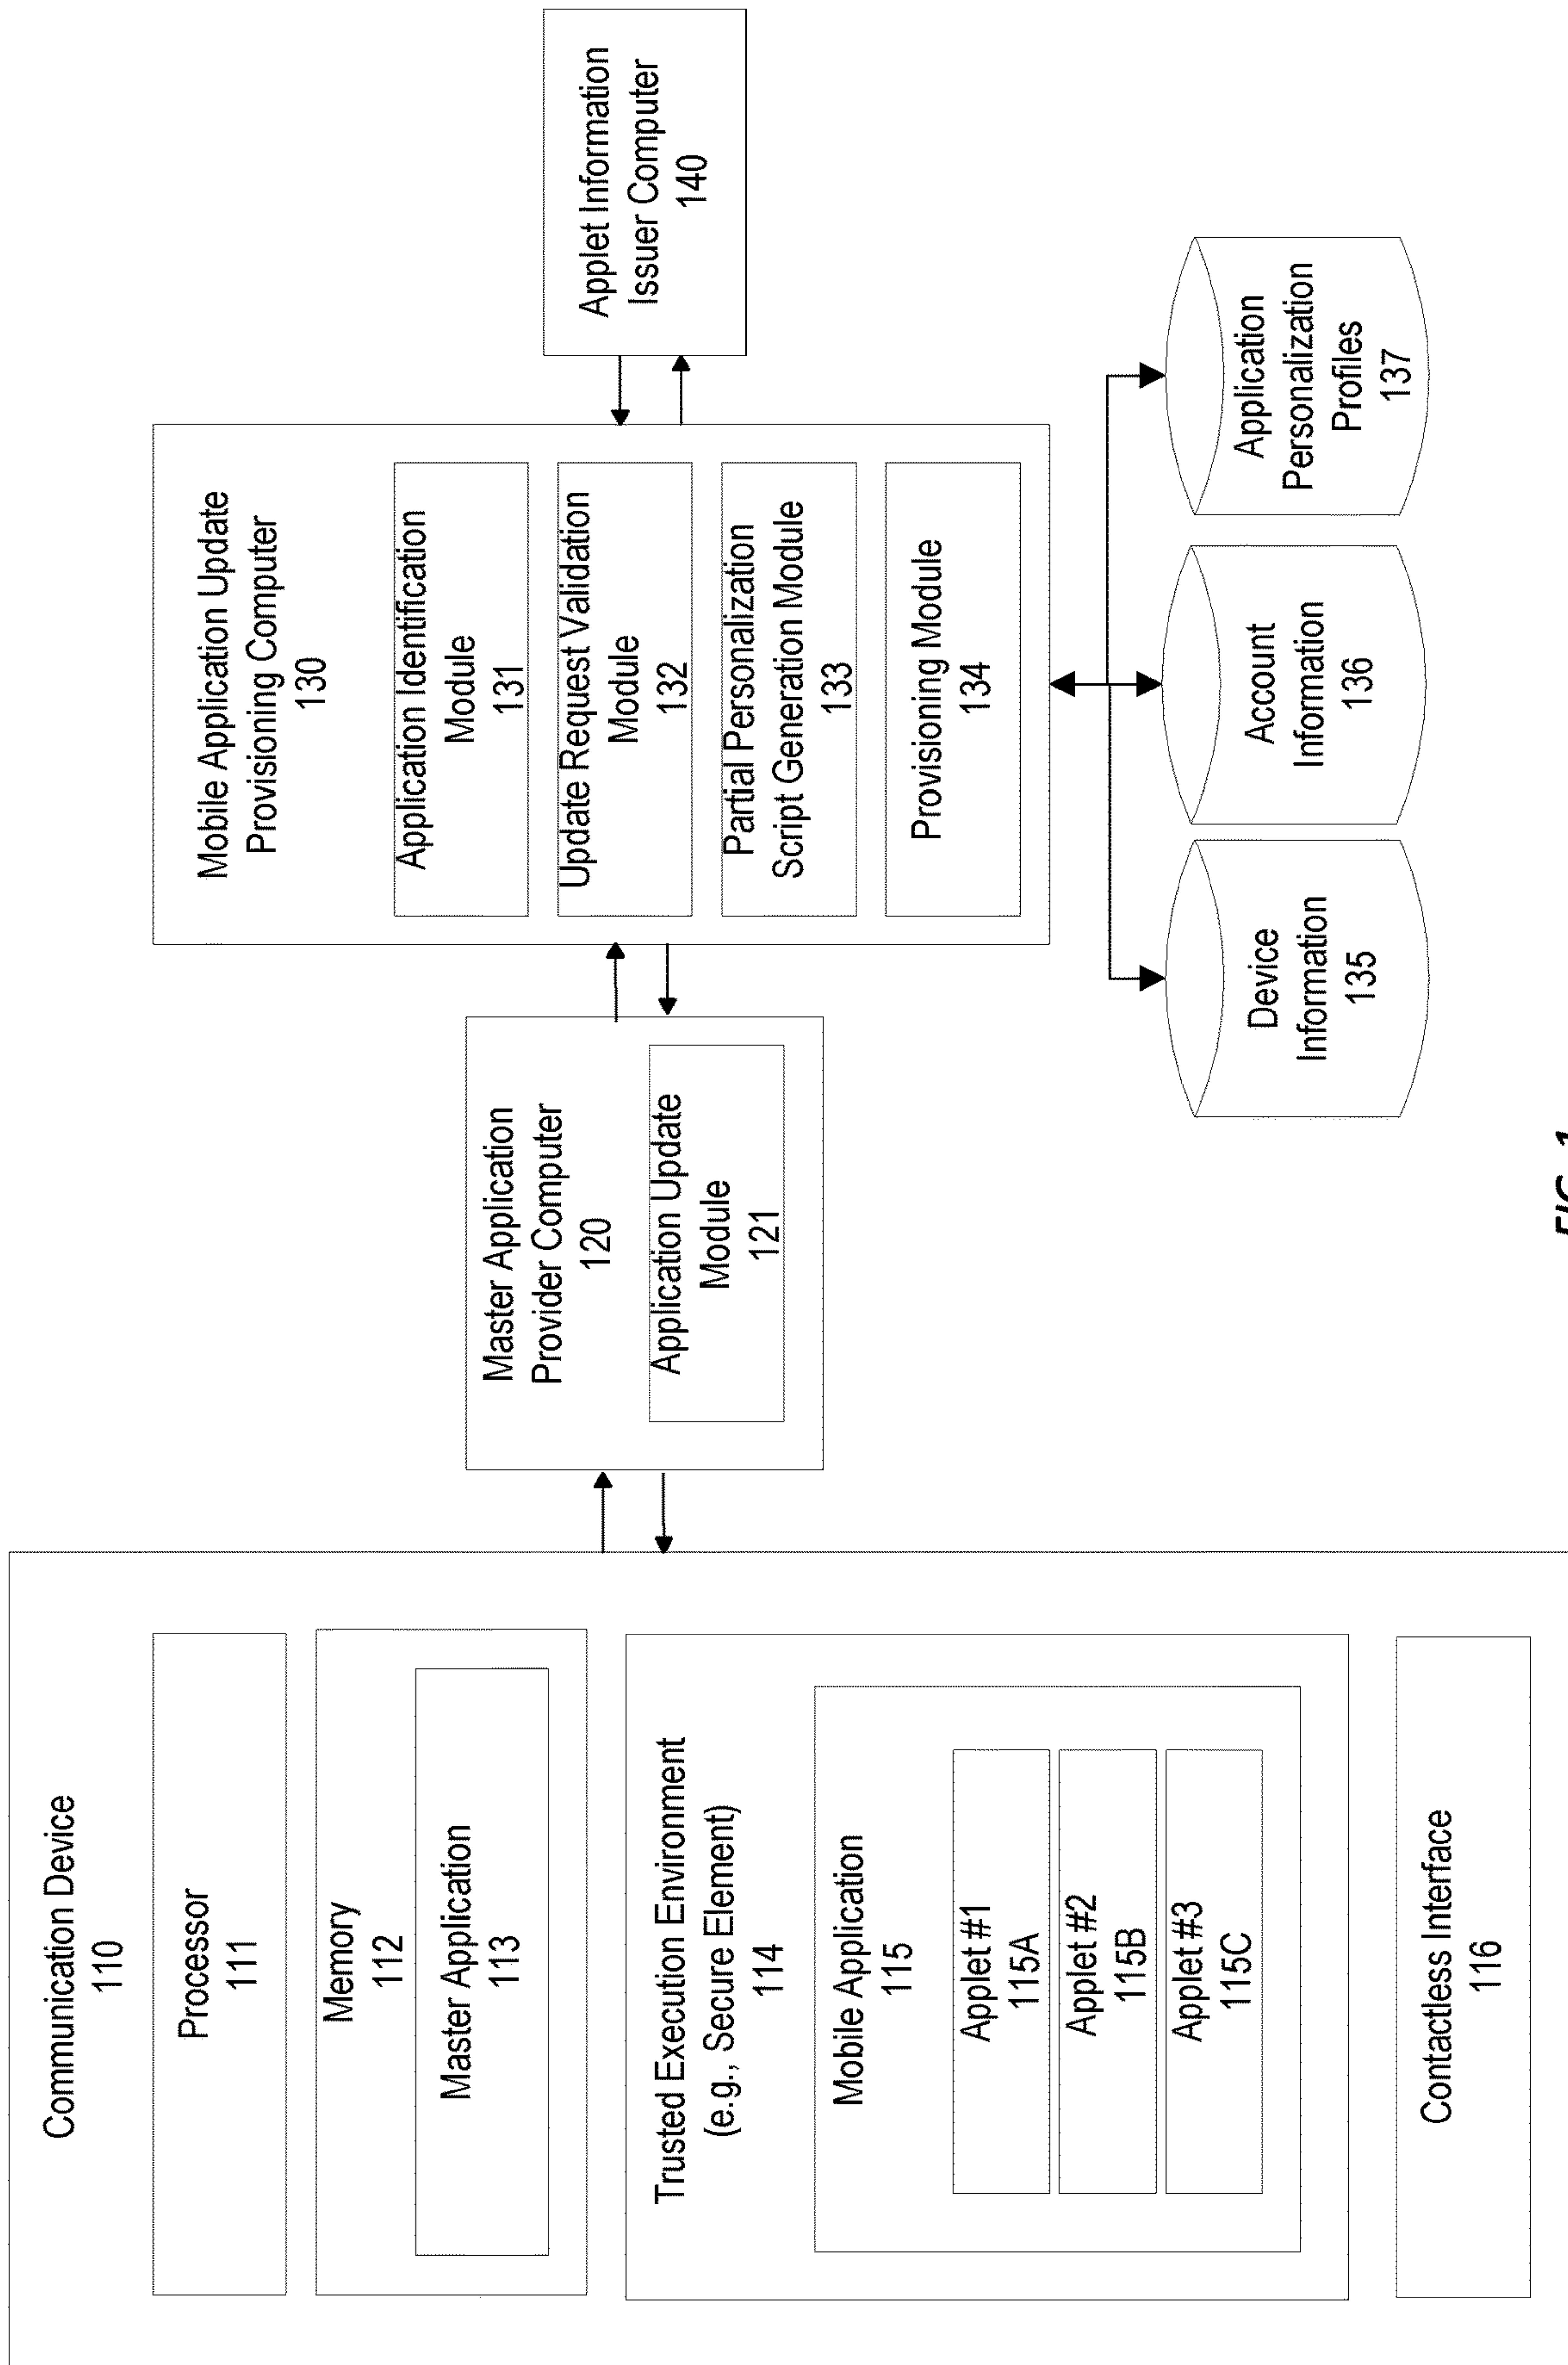 Communication Device
110
Processor
111
Memory
112
Master Application
113
Trusted Execution Environment
(e.g., Secure Element)
114
Mobile Application
115
Applet #1
115A
Applet #2
115B
Applet #3
115C
Contactless Interface
116
Master Application
Provider Computer
120
Application Update
Module
121
Mobile Application Update
Provisioning Computer
130
Application Identification
Module
131
Update Request Validation
Module
132
Partial Personalization
Script Generation Module
133
Provisioning Module
134
Applet Information
Issuer Computer
140
Device
Information
135
Account
Information
136
Application
Personalization
Profiles
137
FIG. 1